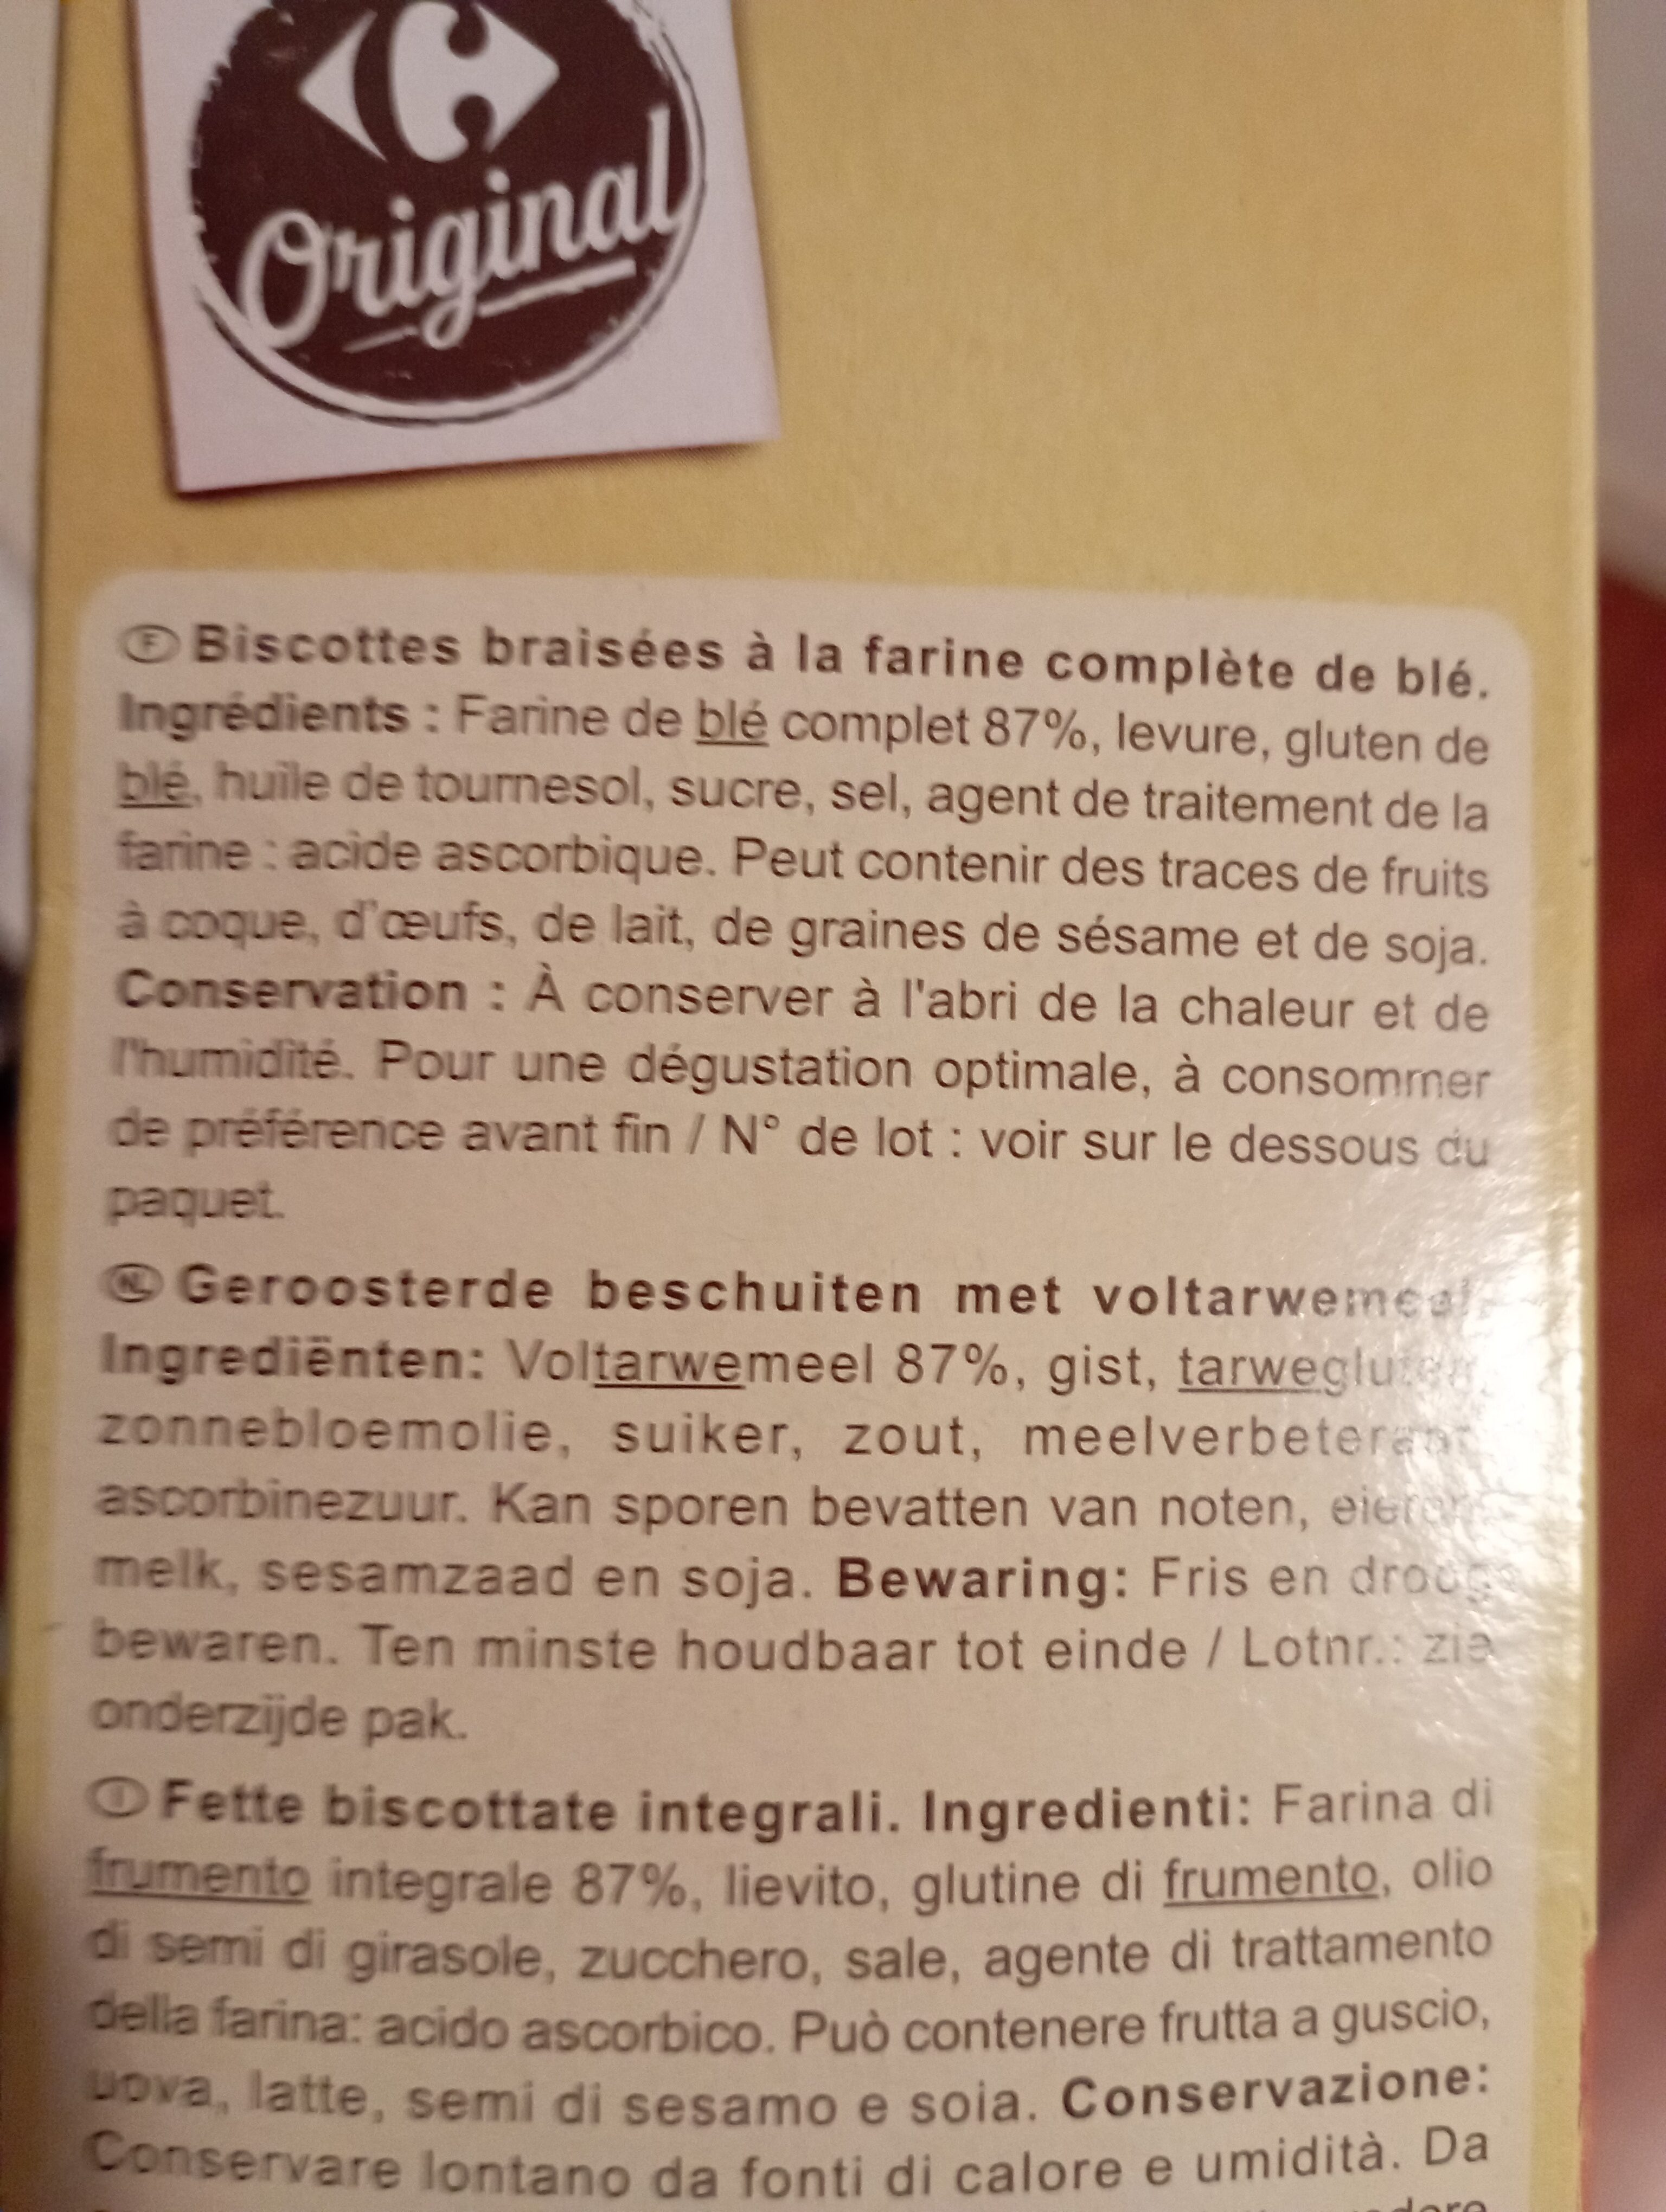 Original
F Biscottes braisées à la farine complète de blé.
Ingrédients : Farine de blé complet 87%, levure, gluten de
blé, huile de tournesol, sucre, sel, agent de traitement de la
farine : acide ascorbique. Peut contenir des traces de fruits
à coque, d'œufs, de lait, de graines de sésame et de soja.
Conservation : À conserver à l'abri de la chaleur et de
l'humidité. Pour une dégustation optimale, à consommer
de préférence avant fin / N° de lot : voir sur le dessous du
paquet.
NL Geroosterde beschuiten met voltarwemeel.
Ingrediënten: Voltarwemeel 87%, gist, tarwegluten,
zonnebloemolie, suiker, zout, meelverbeteraar:
ascorbinezuur. Kan sporen bevatten van noten, eieren,
melk, sesamzaad en soja. Bewaring: Fris en droog
bewaren. Ten minste houdbaar tot einde / Lotnr.: zie
onderzijde pak.
I Fette biscottate integrali. Ingredienti: Farina di
frumento integrale 87%, lievito, glutine di frumento, olio
di semi di girasole, zucchero, sale, agente di trattamento
della farina: acido ascorbico. Può contenere frutta a guscio,
uova, latte, semi di sesamo e soia. Conservazione:
Conservare lontano da fonti di calore e umidità. Da